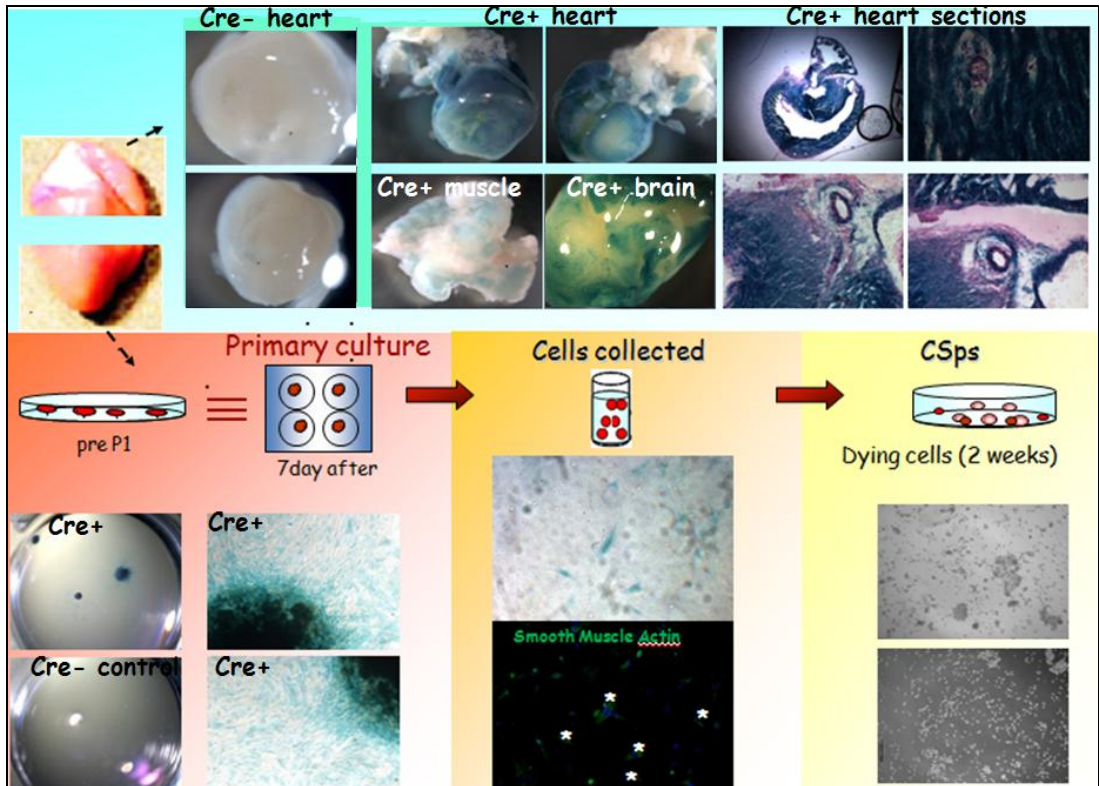 Cre- heart
Cre+ heart
Cre+ heart sections
Cre+ muscle
Cre+ brain
Primary culture
Cells collected
CSps
pre P1
7day after
Dying cells (2 weeks)
Cre+
Cre+
Smooth Muscle Actin
Cre- control
Cre+
* * * * *